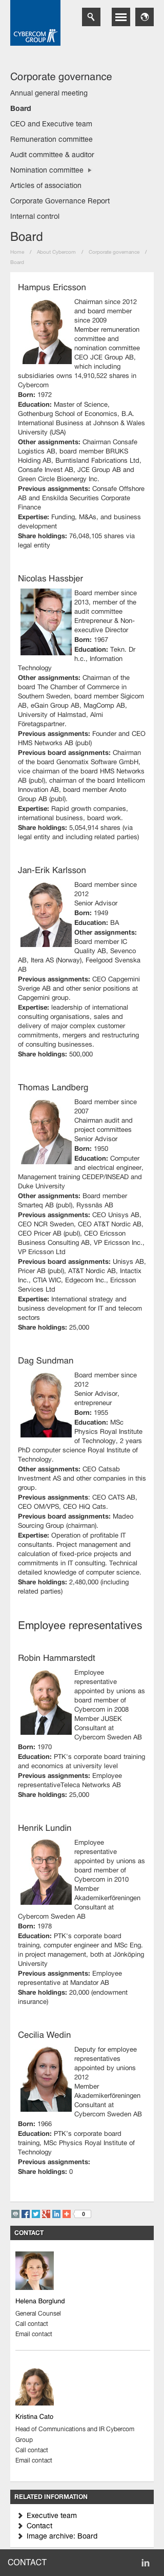 CYBERCOM
GROUP
Corporate governance
Annual general meeting
Board
CEO and Executive team
Remuneration committee
Audit committee & auditor
Nomination committee
Articles of association
Corporate Governance Report
Internal control
Board
Home / About Cybercom / Corporate governance /
Board
Hampus Ericsson
Chairman since 2012
and board member
since 2009
Member remuneration
committee and
nomination committee
CEO JCE Group AB,
which including
subsidiaries owns 14,910,522 shares in
Cybercom
Born: 1972
Education: Master of Science,
Gothenburg School of Economics, B.A.
International Business at Johnson & Wales
University (USA)
Other assignments: Chairman Consafe
Logistics AB, board member BRUKS
Holding AB, Burntisland Fabrications Ltd,
Consafe Invest AB, JCE Group AB and
Green Circle Bioenergy Inc.
Previous assignments: Consafe Offshore
AB and Enskilda Securities Corporate
Finance
Expertise: Funding, M&As, and business
development
Share holdings: 76,048,105 shares via
legal entity
Nicolas Hassbjer
Board member since
2013, member of the
audit committee
Entrepreneur & Non-
executive Director
Born: 1967
Education: Tekn. Dr
h.c., Information
Technology
Other assignments: Chairman of the
board The Chamber of Commerce in
Southern Sweden, board member Sigicom
AB, eGain Group AB, MagComp AB,
University of Halmstad, Almi
Företagspartner.
Previous assignments: Founder and CEO
HMS Networks AB (publ)
Previous board assignments: Chairman
of the board Genomatix Software GmbH,
vice chairman of the board HMS Networks
AB (publ), chairman of the board Intellicom
Innovation AB, board member Anoto
Group AB (publ).
Expertise: Rapid growth companies,
international business, board work.
Share holdings: 5,054,914 shares (via
legal entity and including related parties)
Jan-Erik Karlsson
Board member since
2012
Senior Advisor
Born: 1949
Education: BA
Other assignments:
Board member IC
Quality AB, Sevenco
AB, Itera AS (Norway), Feelgood Svenska
AB
Previous assignments: CEO Capgemini
Sverige AB and other senior positions at
Capgemini group.
Expertise: leadership of international
consulting organisations, sales and
delivery of major complex customer
commitments, mergers and restructuring
of consulting businesses.
Share holdings: 500,000
Thomas Landberg
Board member since
2007
Chairman audit and
project committees
Senior Advisor
Born: 1950
Education: Computer
and electrical engineer,
Management training CEDEP/INSEAD and
Duke University
Other assignments: Board member
Smarteq AB (publ), Ryssnäs AB
Previous assignments: CEO Unisys AB,
CEO NCR Sweden, CEO AT&T Nordic AB,
CEO Pricer AB (publ), CEO Ericsson
Business Consulting AB, VP Ericsson Inc.,
VP Ericsson Ltd
Previous board assignments: Unisys AB,
Pricer AB (publ), AT&T Nordic AB, Intactix
Inc., CTIA WIC, Edgecom Inc., Ericsson
Services Ltd
Expertise: International strategy and
business development for IT and telecom
sectors
Share holdings: 25,000
Dag Sundman
Board member since
2012
Senior Advisor,
entrepreneur
Born: 1955
Education: MSc
Physics Royal Institute
of Technology, 2 years
PhD computer science Royal Institute of
Technology.
Other assignments: CEO Catsab
Investment AS and other companies in this
group.
Previous assignments: CEO CATS AB,
CEO OM/VPS, CEO HiQ Cats.
Previous board assignments: Madeo
Sourcing Group (chairman).
Expertise: Operation of profitable IT
consultants. Project management and
calculation of fixed-price projects and
commitments in IT consulting. Technical
detailed knowledge of computer science.
Share holdings: 2,480,000 (including
related parties)
Employee representatives
Robin Hammarstedt
Employee
representative
appointed by unions as
board member of
Cybercom in 2008
Member JUSEK
Consultant at
Cybercom Sweden AB
Born: 1970
Education: PTK's corporate board training
and economics at university level
Previous assignments: Employee
representativeTeleca Networks AB
Share holdings: 25,000
Henrik Lundin
Employee
representative
appointed by unions as
board member of
Cybercom in 2010
Member
Akademikerföreningen
Consultant at
Cybercom Sweden AB
Born: 1978
Education: PTK's corporate board
training, computer engineer and MSc Eng.
in project management, both at Jönköping
University
Previous assignments: Employee
representative at Mandator AB
Share holdings: 20,000 (endowment
insurance)
Cecilia Wedin
Deputy for employee
representatives
appointed by unions
2012
Member
Akademikerföreningen
Consultant at
Cybercom Sweden AB
Born: 1966
Education: PTK's corporate board
training, MSc Physics Royal Institute of
Technology
Previous assignments:
Share holdings: 0
0
CONTACT
Helena Borglund
General Counsel
Call contact
Email contact
Kristina Cato
Head of Communications and IR Cybercom
Group
Call contact
Email contact
RELATED INFORMATION
Executive team
Contact
Image archive: Board
CONTACT
in